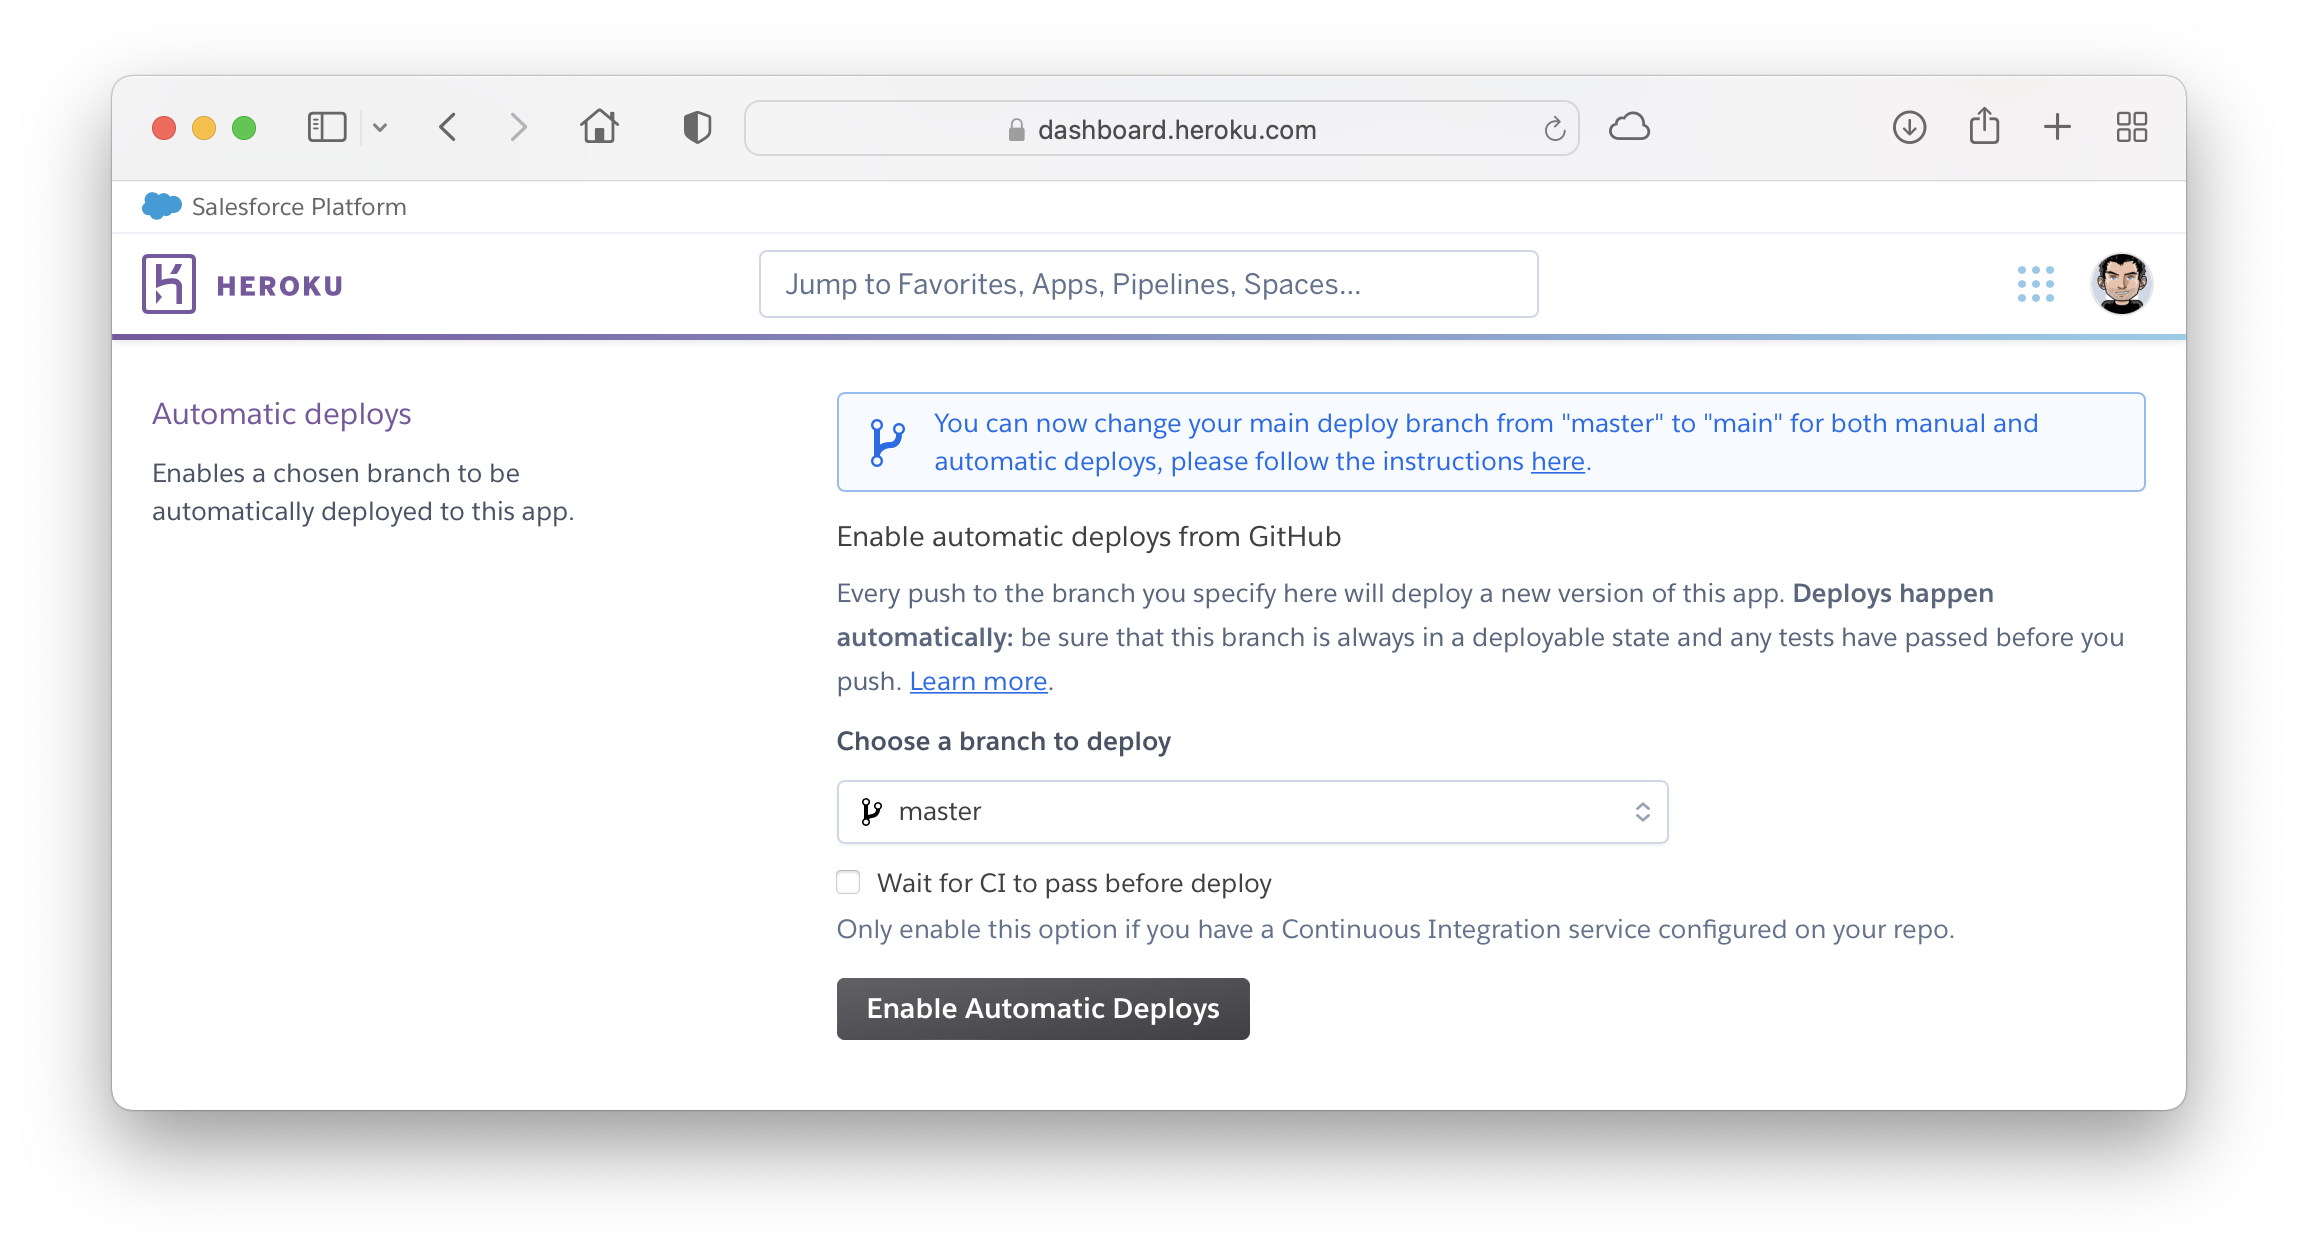 dashboard.heroku.com
Salesforce Platform
HEROKU
Jump to Favorites, Apps, Pipelines, Spaces...
Automatic deploys
Enables a chosen branch to be
automatically deployed to this app.
You can now change your main deploy branch from "master" to "main" for both manual and
automatic deploys, please follow the instructions here.
Enable automatic deploys from GitHub
Every push to the branch you specify here will deploy a new version of this app. Deploys happen
automatically: be sure that this branch is always in a deployable state and any tests have passed before you
push. Learn more.
Choose a branch to deploy
master
Wait for CI to pass before deploy
Only enable this option if you have a Continuous Integration service configured on your repo.
Enable Automatic Deploys